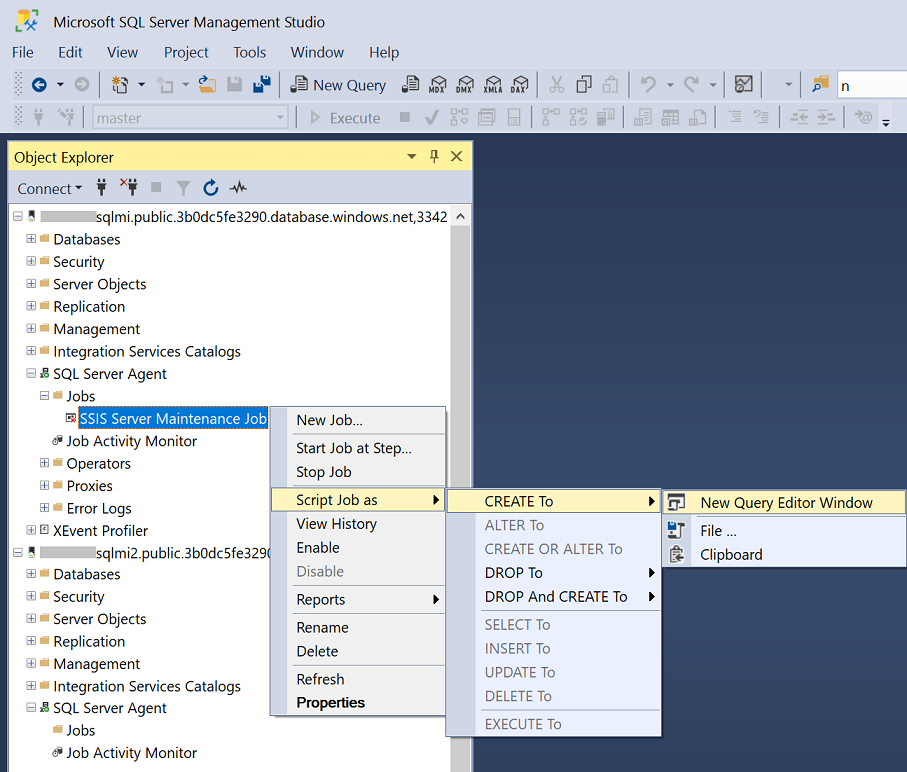 Microsoft SQL Server Management Studio
File Edit View Project Tools Window Help
New Query MDX DMX XMLA DAX n
master Execute
Object Explorer
Connect
sqlmi.public.3b0dc5fe3290.database.windows.net,3342
Databases
Security
Server Objects
Replication
Management
Integration Services Catalogs
SQL Server Agent
Jobs
SSIS Server Maintenance Job
Job Activity Monitor
Operators
Proxies
Error Logs
XEvent Profiler
sqlmi2.public.3b0dc5fe3290
Databases
Security
Server Objects
Replication
Management
Integration Services Catalogs
SQL Server Agent
Jobs
Job Activity Monitor
New Job...
Start Job at Step...
Stop Job
Script Job as
View History
Enable
Disable
Reports
Rename
Delete
Refresh
Properties
CREATE To
ALTER To
CREATE OR ALTER To
DROP To
DROP And CREATE To
SELECT To
INSERT To
UPDATE To
DELETE To
EXECUTE To
New Query Editor Window
File ...
Clipboard